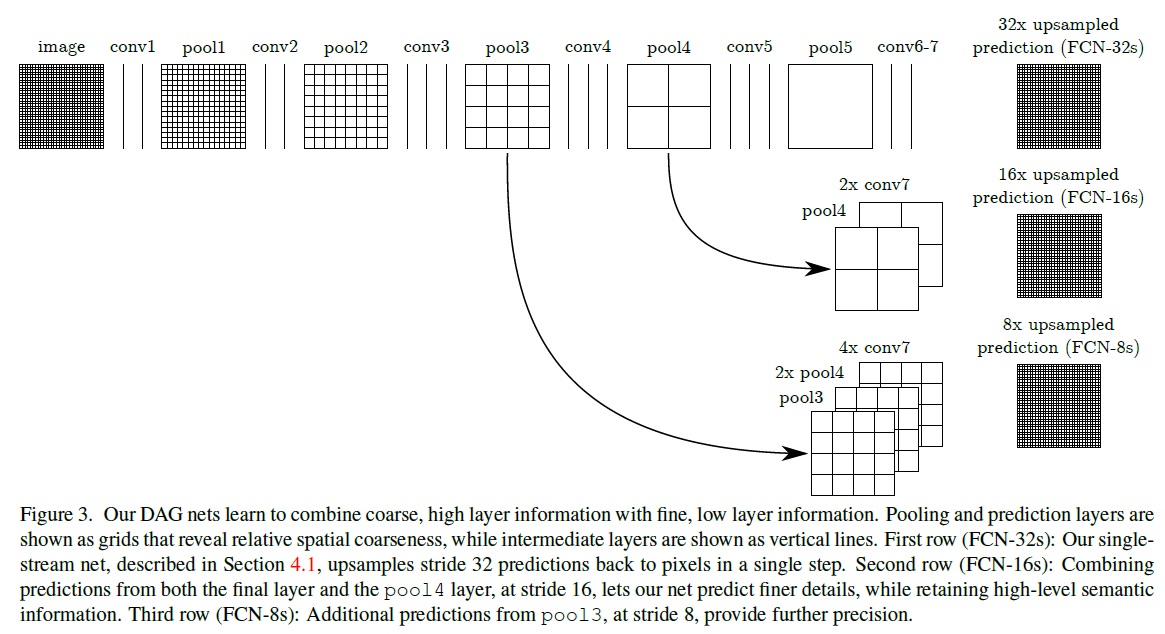 image conv1 pool1 conv2 pool2 conv3 pool3 conv4 pool4 conv5 pool5 conv6-7
32x upsampled
prediction (FCN-32s)
2x conv7
pool4
16x upsampled
prediction (FCN-16s)
4x conv7
2x pool4
pool3
8x upsampled
prediction (FCN-8s)
Figure 3. Our DAG nets learn to combine coarse, high layer information with fine, low layer information. Pooling and prediction layers are
shown as grids that reveal relative spatial coarseness, while intermediate layers are shown as vertical lines. First row (FCN-32s): Our single-
stream net, described in Section 4.1, upsamples stride 32 predictions back to pixels in a single step. Second row (FCN-16s): Combining
predictions from both the final layer and the pool4 layer, at stride 16, lets our net predict finer details, while retaining high-level semantic
information. Third row (FCN-8s): Additional predictions from pool3, at stride 8, provide further precision.